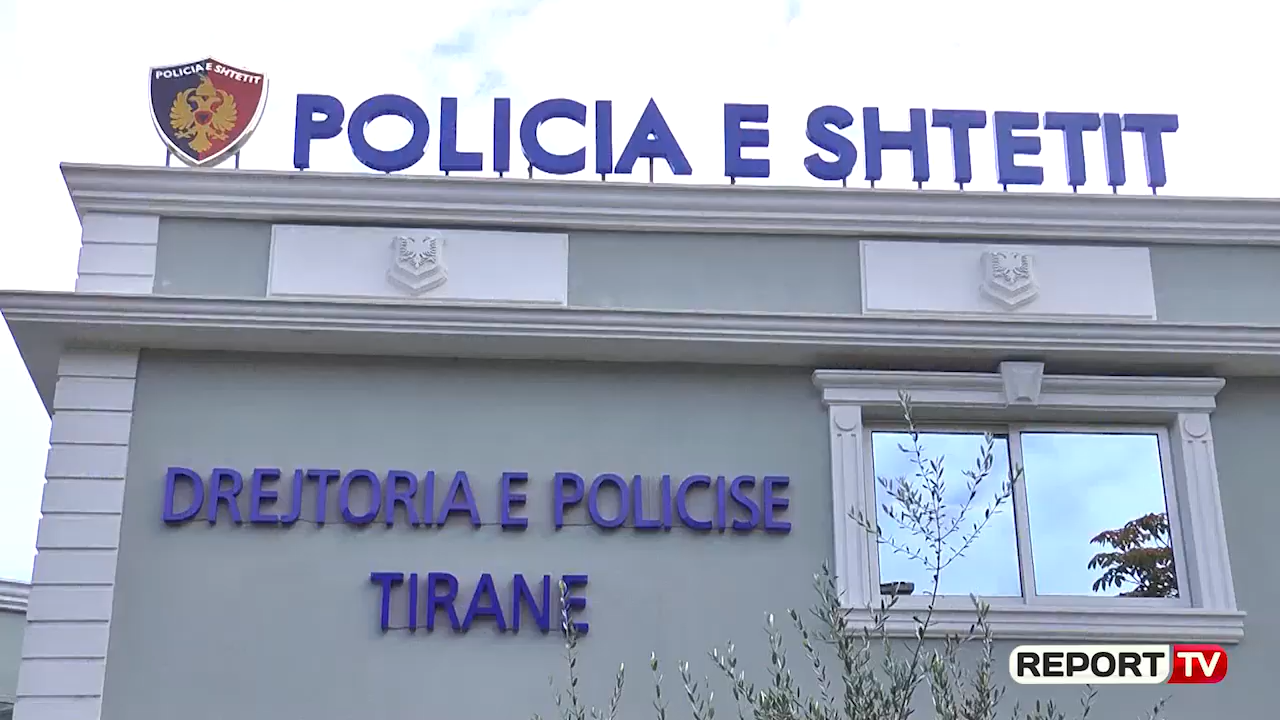 POLICIA E SHTETIT
POLICIA E SHTETIT
DREJTORIA E POLICISE
TIRANE
REPORT TV